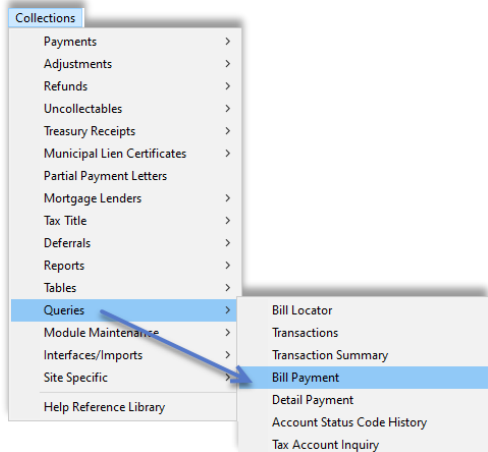 Collections
Payments
Adjustments
Refunds
Uncollectables
Treasury Receipts
Municipal Lien Certificates
Partial Payment Letters
Mortgage Lenders
Tax Title
Deferrals
Reports
Tables
Queries
Module Maintenance
Interfaces/Imports
Site Specific
Help Reference Library
Bill Locator
Transactions
Transaction Summary
Bill Payment
Detail Payment
Account Status Code History
Tax Account Inquiry